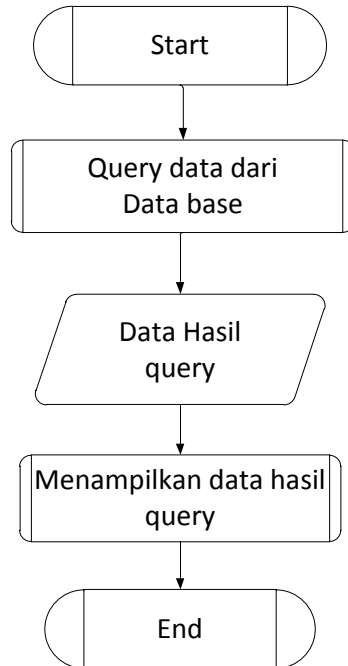 Start
Query data dari
Data base
Data Hasil
query
Menampilkan data hasil
query
End